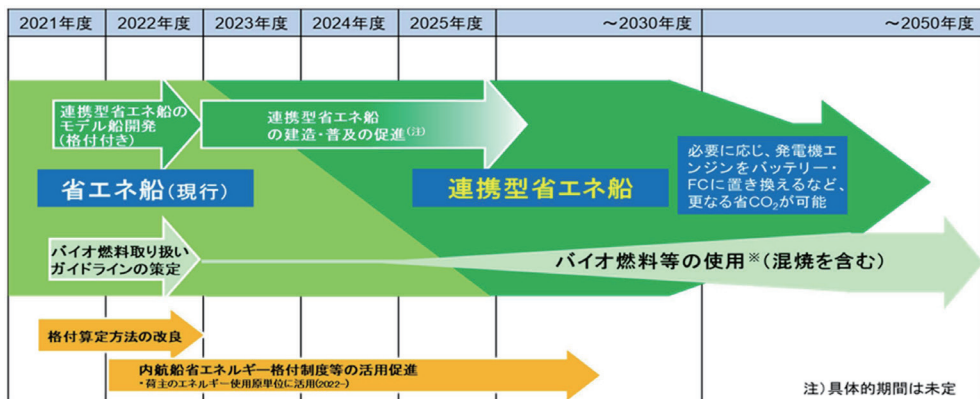 2021年度 2022年度 2023年度 2024年度 2025年度 ～2030年度 ～2050年度
連携型省エネ船の
モデル船開発
(格付付き)
連携型省エネ船
の建造・普及の促進(注)
必要に応じ、発電機エ
ンジンをバッテリー・
FCに置き換えるなど、
更なる省CO₂が可能
省エネ船(現行)
連携型省エネ船
バイオ燃料取り扱い
ガイドラインの策定
バイオ燃料等の使用※(混焼を含む)
格付算定方法の改良
内航船省エネルギー格付制度等の活用促進
・荷主のエネルギー使用原単位に活用(2022~)
注)具体的期間は未定